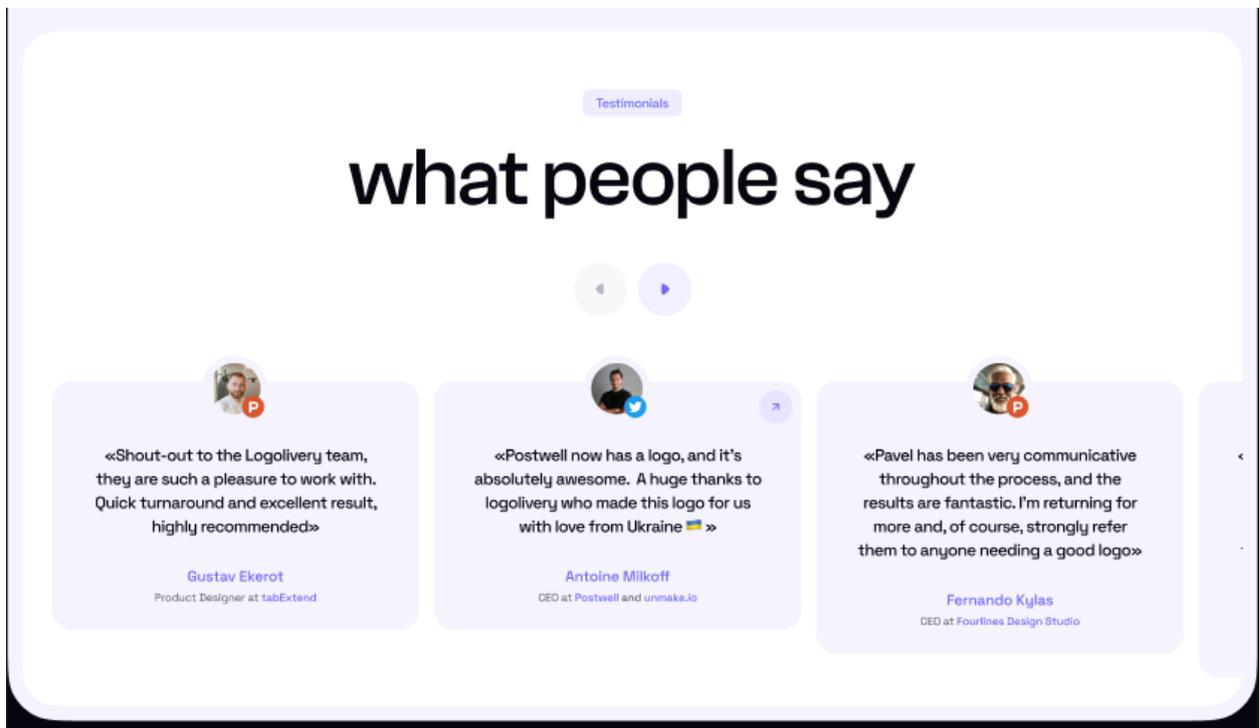 Testimonials
what people say
«Shout-out to the Logolivery team,
they are such a pleasure to work with.
Quick turnaround and excellent result,
highly recommended»
Gustav Ekerot
Product Designer at tabExtend
«Postwell now has a logo, and it's
absolutely awesome. A huge thanks to
logolivery who made this logo for us
with love from Ukraine 🇺🇦 »
Antoine Milkoff
CEO at Postwell and unmake.io
«Pavel has been very communicative
throughout the process, and the
results are fantastic. I'm returning for
more and, of course, strongly refer
them to anyone needing a good logo»
Fernando Kylas
CEO at Fourlines Design Studio